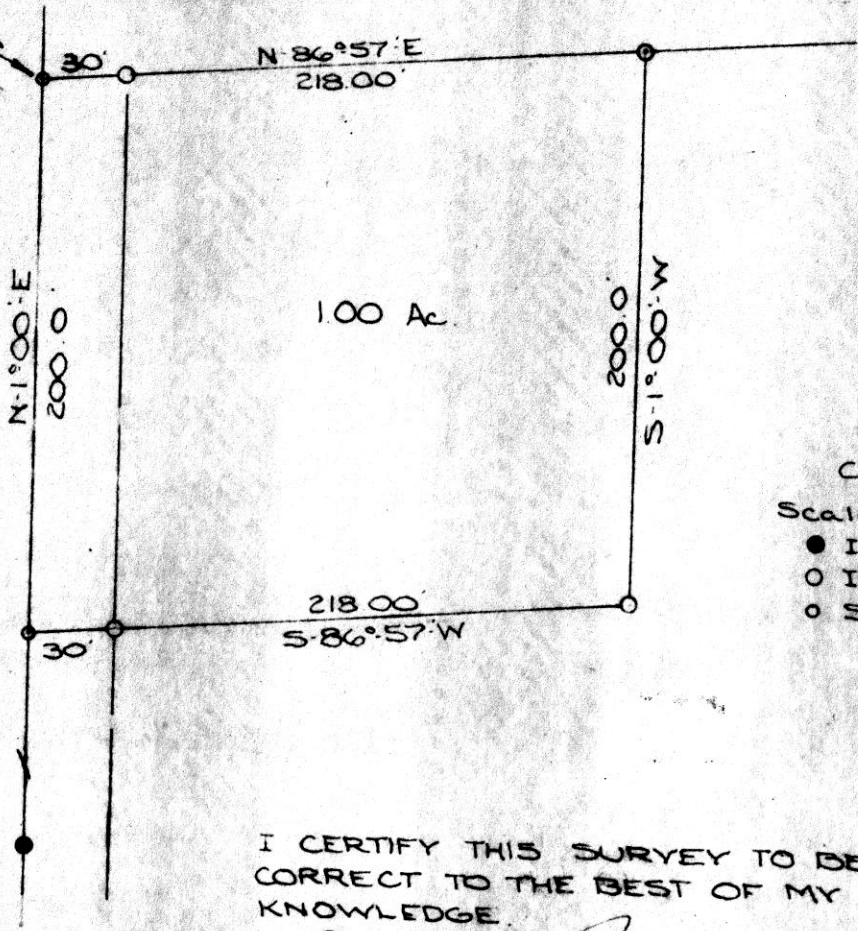 30'
N-86°57'E
218.00'
N-1°00'-E
200.0'
1.00 Ac.
200.0'
S-1°00'-W
C
Scal
I
I
S
218.00'
S-86°-57'-W
30'
I CERTIFY THIS SURVEY TO BE
CORRECT TO THE BEST OF MY
KNOWLEDGE.